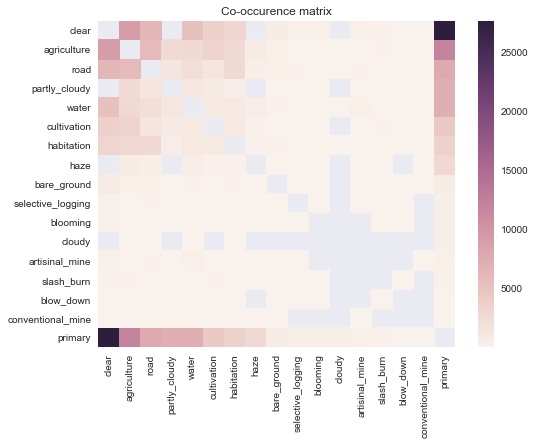 Co-occurence matrix
clear
agriculture
road
partly_cloudy
water
cultivation
habitation
haze
bare_ground
selective_logging
blooming
cloudy
artisinal_mine
slash_burn
blow_down
conventional_mine
primary
clear
agriculture
road
partly_cloudy
water
cultivation
habitation
haze
bare_ground
selective_logging
blooming
cloudy
artisinal_mine
slash_burn
blow_down
conventional_mine
primary
25000
20000
15000
10000
5000